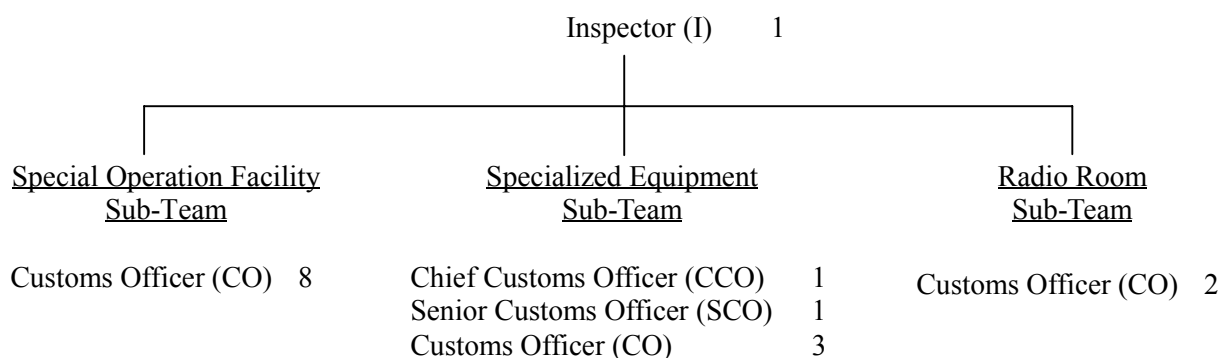 Inspector (I) 1
Special Operation Facility
Sub-Team
Customs Officer (CO) 8
Specialized Equipment
Sub-Team
Chief Customs Officer (CCO) 1
Senior Customs Officer (SCO) 1
Customs Officer (CO) 3
Radio Room
Sub-Team
Customs Officer (CO) 2